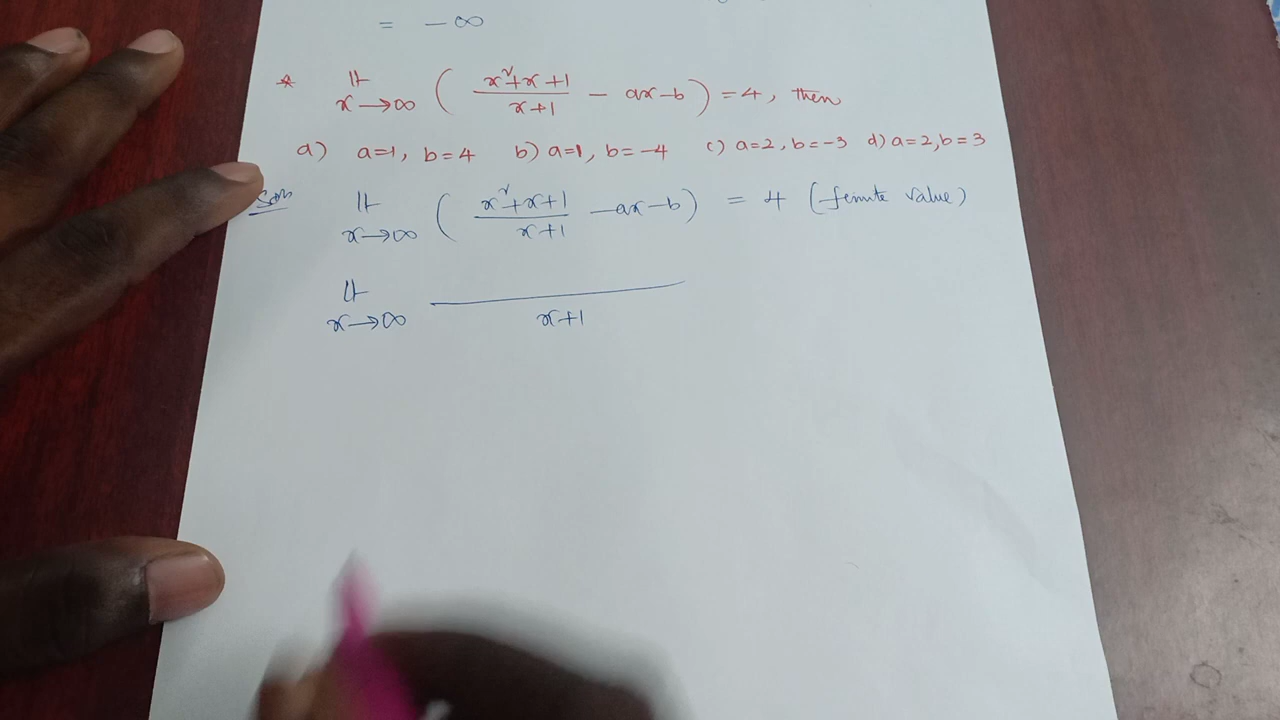 = -∞
* lt x→∞ ( (x²+x+1)/(x+1) - ax-b ) = 4, then
a) a=1, b=4 b) a=1, b=-4 c) a=2, b=-3 d) a=2, b=3
Soln lt x→∞ ( (x²+x+1)/(x+1) -ax-b ) = 4 (finite value)
lt x→∞ ───── / x+1